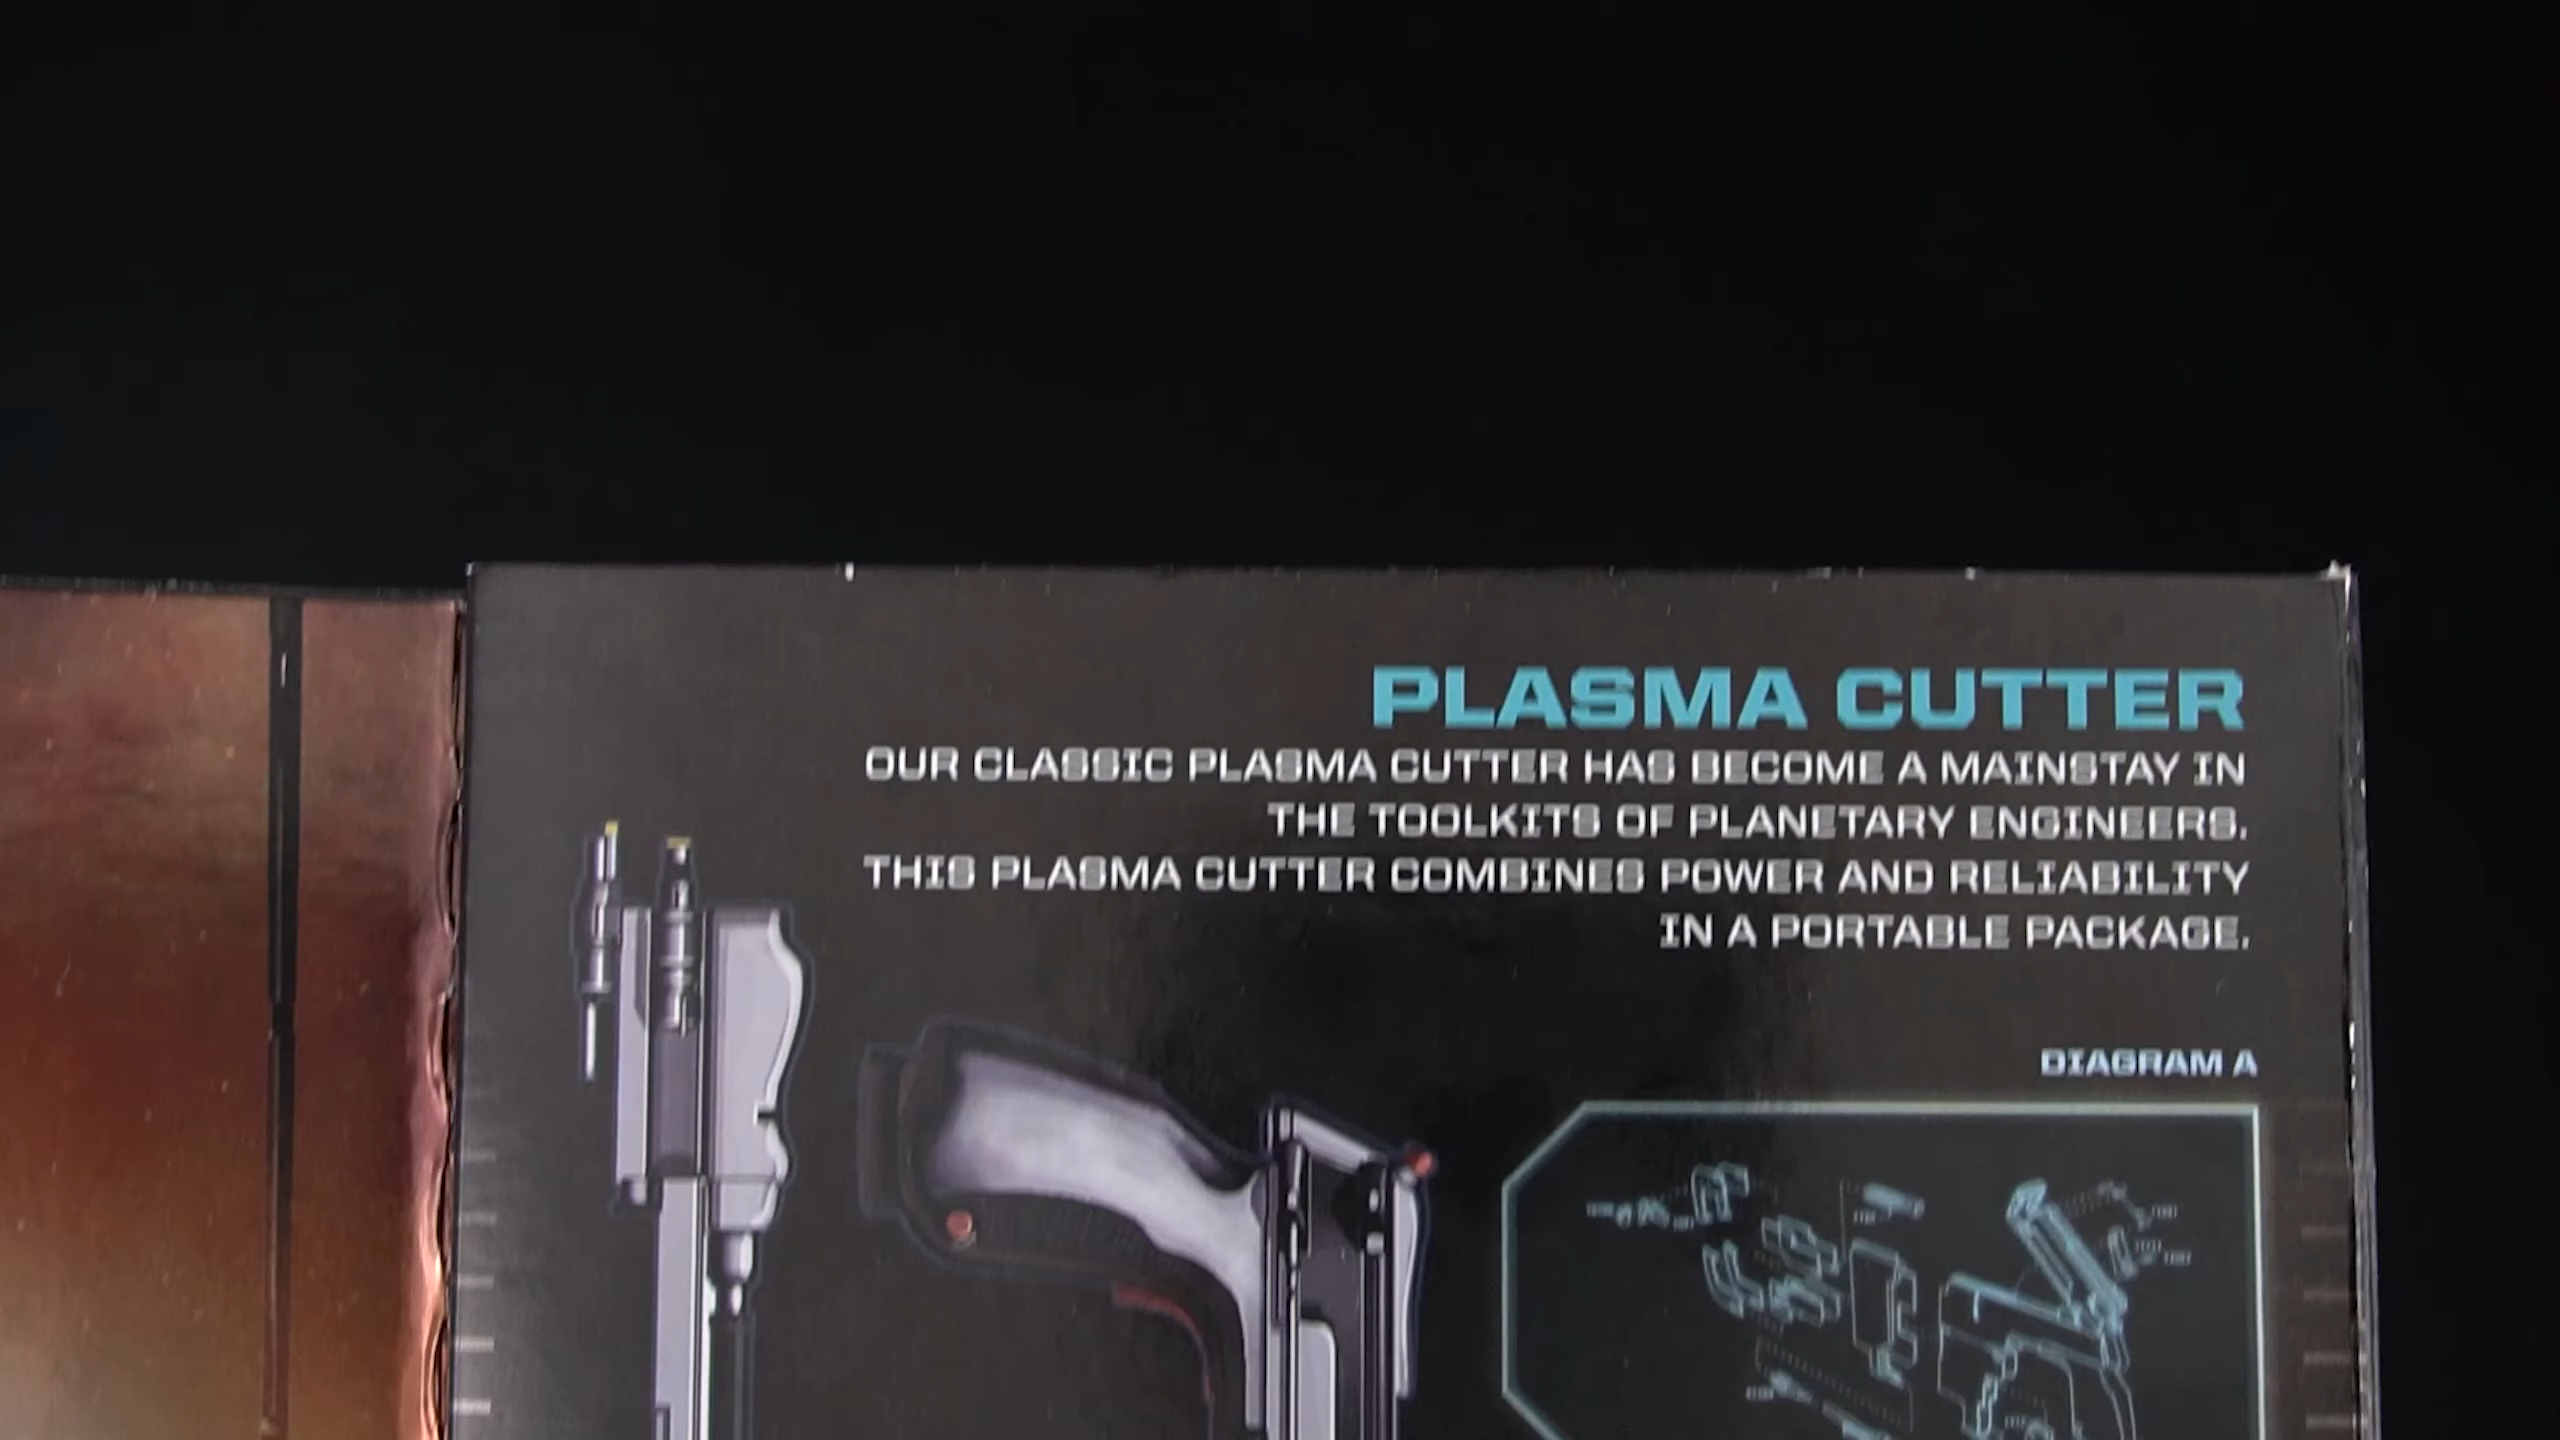 PLASMA CUTTER
OUR CLASSIC PLASMA CUTTER HAS BECOME A MAINSTAY IN
THE TOOLKITS OF PLANETARY ENGINEERS.
THIS PLASMA CUTTER COMBINES POWER AND RELIABILITY
IN A PORTABLE PACKAGE.
DIAGRAM A